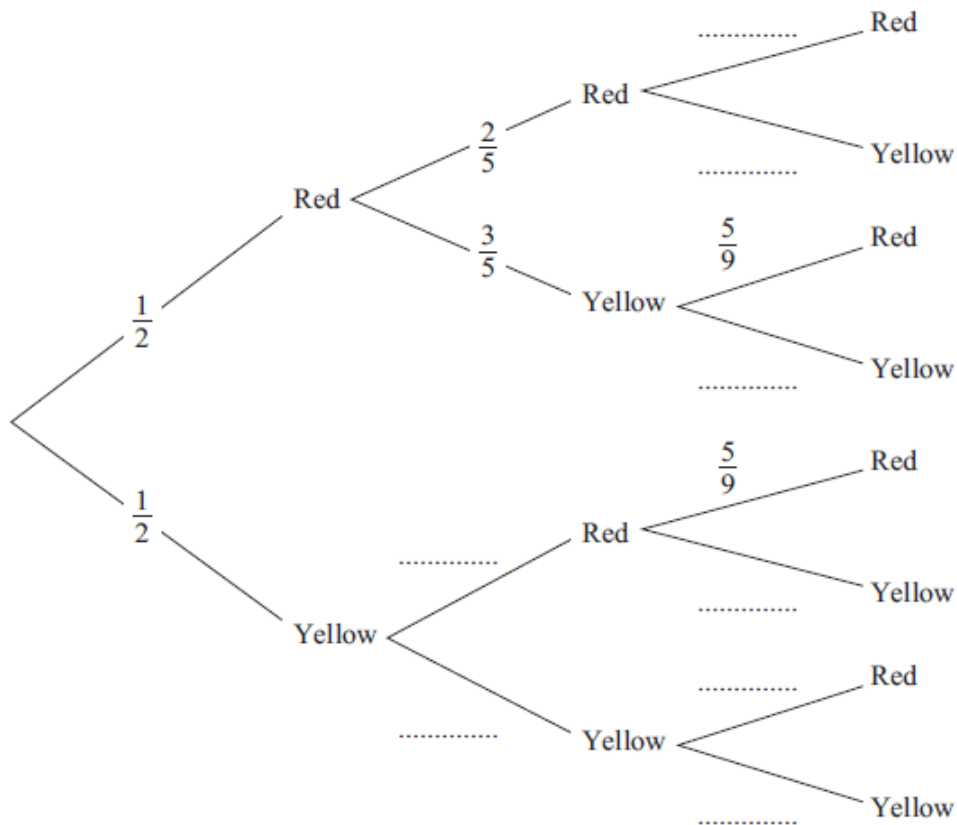 Red
Red
2/5
Yellow
Red
5/9
Red
3/5
Yellow
1/2
Yellow
5/9
Red
1/2
Red
Yellow
Yellow
Red
Yellow
Yellow